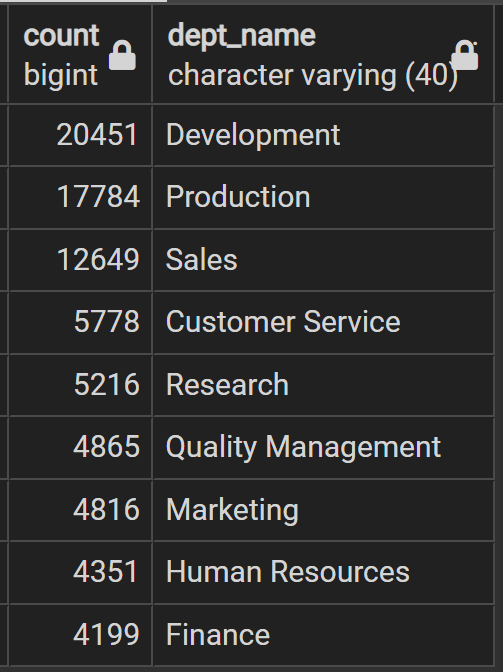 count dept_name
bigint character varying (40)
20451 Development
17784 Production
12649 Sales
5778 Customer Service
5216 Research
4865 Quality Management
4816 Marketing
4351 Human Resources
4199 Finance